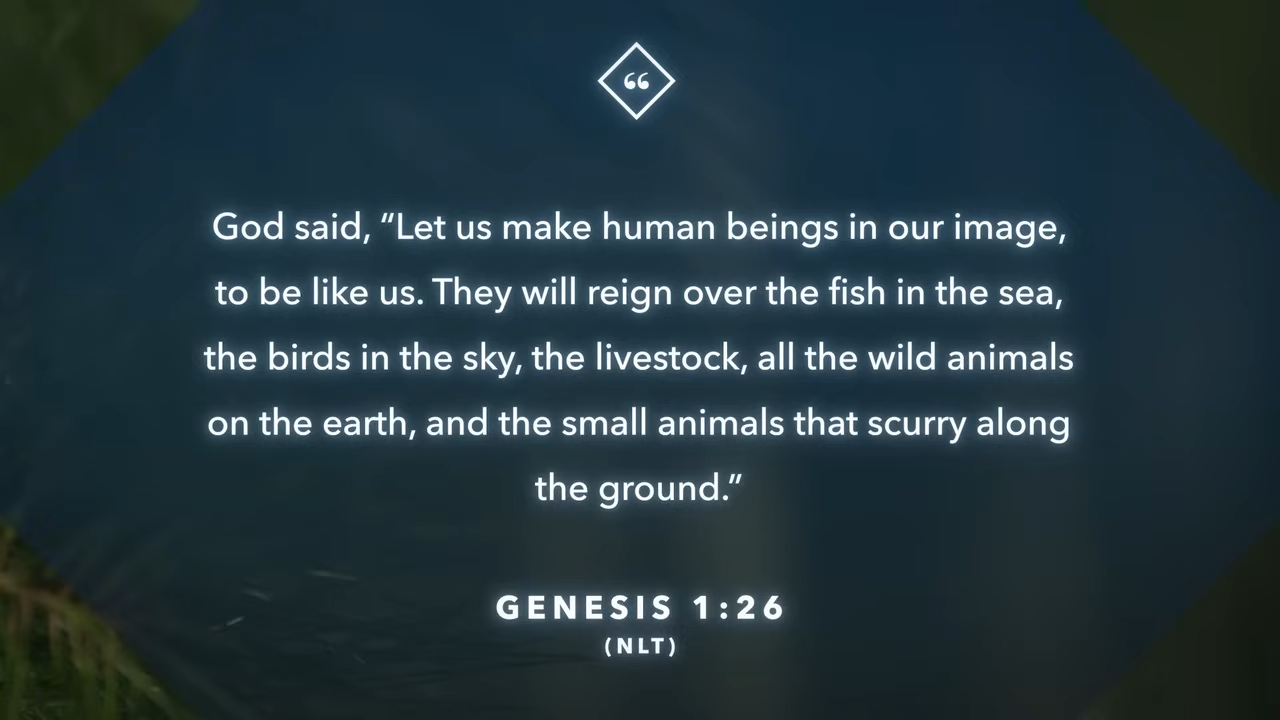 “
God said, “Let us make human beings in our image,
to be like us. They will reign over the fish in the sea,
the birds in the sky, the livestock, all the wild animals
on the earth, and the small animals that scurry along
the ground.”
GENESIS 1:26
(NLT)